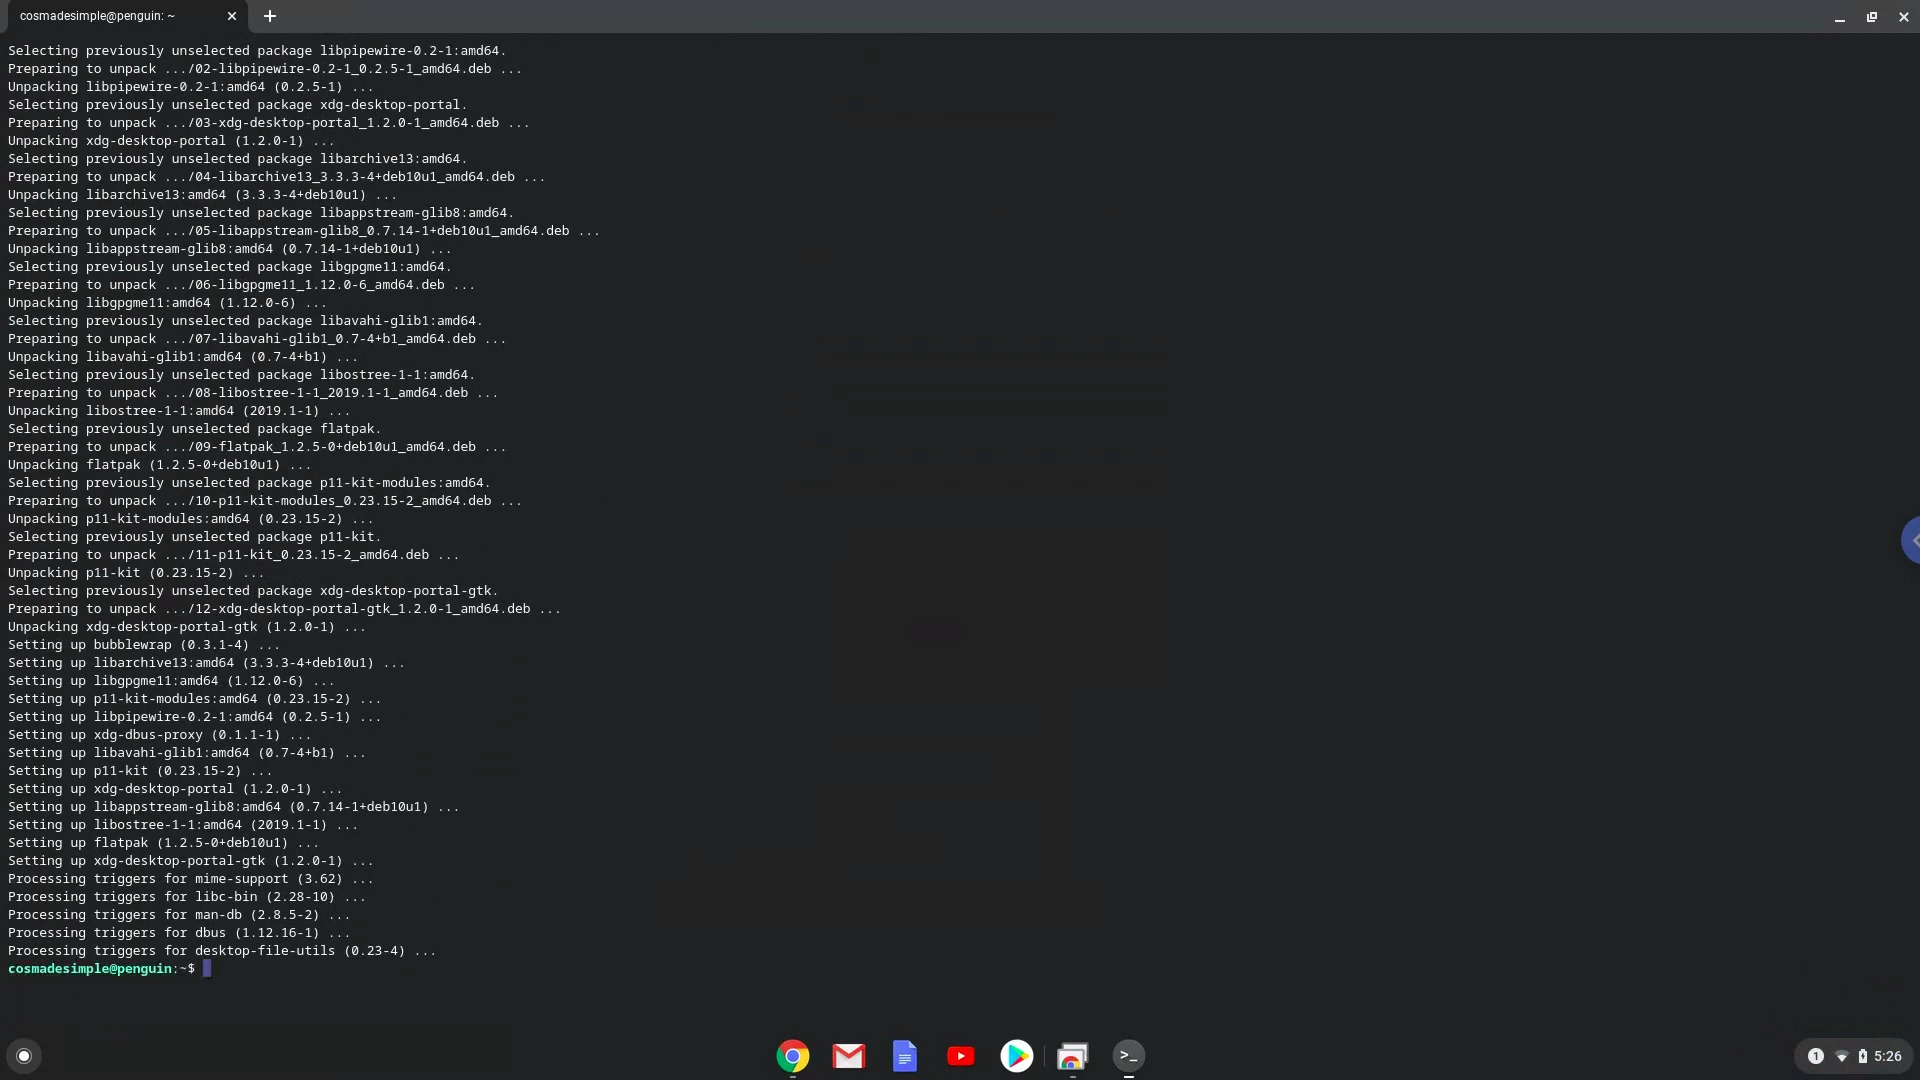 cosmadesimple@penguin: ~
Selecting previously unselected package libpipewire-0.2-1:amd64.
Preparing to unpack .../02-libpipewire-0.2-1_0.2.5-1_amd64.deb ...
Unpacking libpipewire-0.2-1:amd64 (0.2.5-1) ...
Selecting previously unselected package xdg-desktop-portal.
Preparing to unpack .../03-xdg-desktop-portal_1.2.0-1_amd64.deb ...
Unpacking xdg-desktop-portal (1.2.0-1) ...
Selecting previously unselected package libarchive13:amd64.
Preparing to unpack .../04-libarchive13_3.3.3-4+deb10u1_amd64.deb ...
Unpacking libarchive13:amd64 (3.3.3-4+deb10u1) ...
Selecting previously unselected package libappstream-glib8:amd64.
Preparing to unpack .../05-libappstream-glib8_0.7.14-1+deb10u1_amd64.deb ...
Unpacking libappstream-glib8:amd64 (0.7.14-1+deb10u1) ...
Selecting previously unselected package libgpgme11:amd64.
Preparing to unpack .../06-libgpgme11_1.12.0-6_amd64.deb ...
Unpacking libgpgme11:amd64 (1.12.0-6) ...
Selecting previously unselected package libavahi-glib1:amd64.
Preparing to unpack .../07-libavahi-glib1_0.7-4+b1_amd64.deb ...
Unpacking libavahi-glib1:amd64 (0.7-4+b1) ...
Selecting previously unselected package libostree-1-1:amd64.
Preparing to unpack .../08-libostree-1-1_2019.1-1_amd64.deb ...
Unpacking libostree-1-1:amd64 (2019.1-1) ...
Selecting previously unselected package flatpak.
Preparing to unpack .../09-flatpak_1.2.5-0+deb10u1_amd64.deb ...
Unpacking flatpak (1.2.5-0+deb10u1) ...
Selecting previously unselected package p11-kit-modules:amd64.
Preparing to unpack .../10-p11-kit-modules_0.23.15-2_amd64.deb ...
Unpacking p11-kit-modules:amd64 (0.23.15-2) ...
Selecting previously unselected package p11-kit.
Preparing to unpack .../11-p11-kit_0.23.15-2_amd64.deb ...
Unpacking p11-kit (0.23.15-2) ...
Selecting previously unselected package xdg-desktop-portal-gtk.
Preparing to unpack .../12-xdg-desktop-portal-gtk_1.2.0-1_amd64.deb ...
Unpacking xdg-desktop-portal-gtk (1.2.0-1) ...
Setting up bubblewrap (0.3.1-4) ...
Setting up libarchive13:amd64 (3.3.3-4+deb10u1) ...
Setting up libgpgme11:amd64 (1.12.0-6) ...
Setting up p11-kit-modules:amd64 (0.23.15-2) ...
Setting up libpipewire-0.2-1:amd64 (0.2.5-1) ...
Setting up xdg-dbus-proxy (0.1.1-1) ...
Setting up libavahi-glib1:amd64 (0.7-4+b1) ...
Setting up p11-kit (0.23.15-2) ...
Setting up xdg-desktop-portal (1.2.0-1) ...
Setting up libappstream-glib8:amd64 (0.7.14-1+deb10u1) ...
Setting up libostree-1-1:amd64 (2019.1-1) ...
Setting up flatpak (1.2.5-0+deb10u1) ...
Setting up xdg-desktop-portal-gtk (1.2.0-1) ...
Processing triggers for mime-support (3.62) ...
Processing triggers for libc-bin (2.28-10) ...
Processing triggers for man-db (2.8.5-2) ...
Processing triggers for dbus (1.12.16-1) ...
Processing triggers for desktop-file-utils (0.23-4) ...
cosmadesimple@penguin:~$
1 5:26